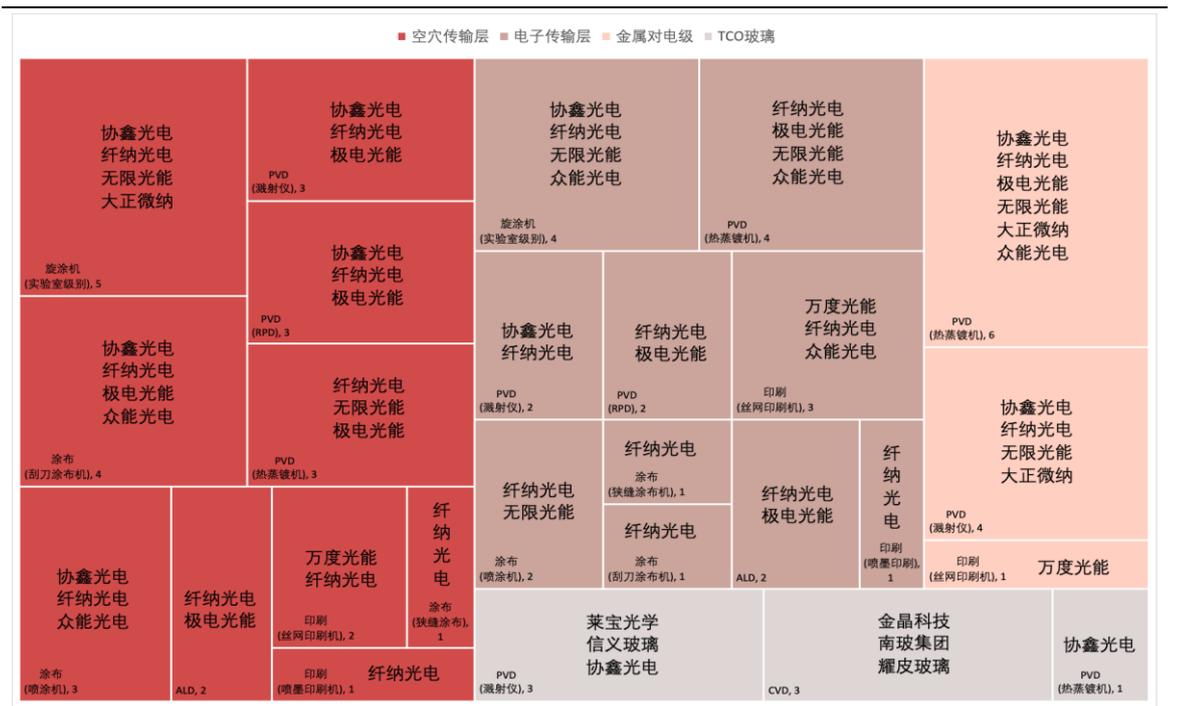 空穴传输层 电子传输层 金属对电级 TCO玻璃
协鑫光电
纤纳光电
无限光能
大正微纳
旋涂机
(实验室级别), 5
协鑫光电
纤纳光电
极电光能
PVD
(溅射仪), 3
协鑫光电
纤纳光电
极电光能
PVD
(RPD), 3
协鑫光电
纤纳光电
极电光能
众能光电
涂布
(刮刀涂布机), 4
纤纳光电
无限光能
极电光能
PVD
(热蒸镀机), 3
协鑫光电
纤纳光电
众能光电
涂布
(喷涂机), 3
纤纳光电
极电光能
ALD, 2
万度光能
纤纳光电
印刷
(丝网印刷机), 2
纤
纳
光
电
涂布
(狭缝涂布),
1
印刷
(喷墨印刷机), 1
纤纳光电
协鑫光电
纤纳光电
无限光能
众能光电
旋涂机
(实验室级别), 4
纤纳光电
极电光能
无限光能
众能光电
PVD
(热蒸镀机), 4
协鑫光电
纤纳光电
PVD
(溅射仪), 2
纤纳光电
极电光能
PVD
(RPD), 2
万度光能
纤纳光电
众能光电
印刷
(丝网印刷机), 3
纤纳光电
无限光能
涂布
(喷涂机), 2
纤纳光电
涂布
(狭缝涂布机), 1
纤纳光电
涂布
(刮刀涂布机), 1
纤纳光电
极电光能
ALD, 2
纤
纳
光
电
印刷
(喷墨印刷),
1
协鑫光电
纤纳光电
极电光能
无限光能
大正微纳
众能光电
PVD
(热蒸镀机), 6
协鑫光电
纤纳光电
无限光能
大正微纳
PVD
(溅射仪), 4
印刷
(丝网印刷机), 1
万度光能
莱宝光学
信义玻璃
协鑫光电
PVD
(溅射仪), 3
金晶科技
南玻集团
耀皮玻璃
CVD, 3
协鑫光电
PVD
(热蒸镀机), 1